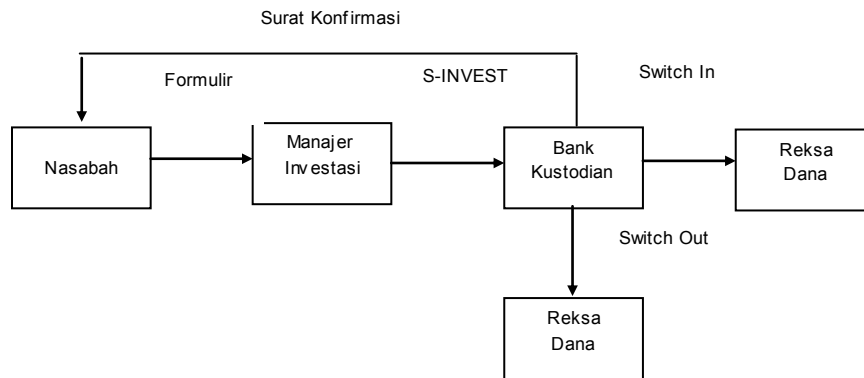 Surat Konfirmasi
Formulir
S-INVEST
Switch In
Nasabah
Manajer
Investasi
Bank
Kustodian
Reksa
Dana
Switch Out
Reksa
Dana